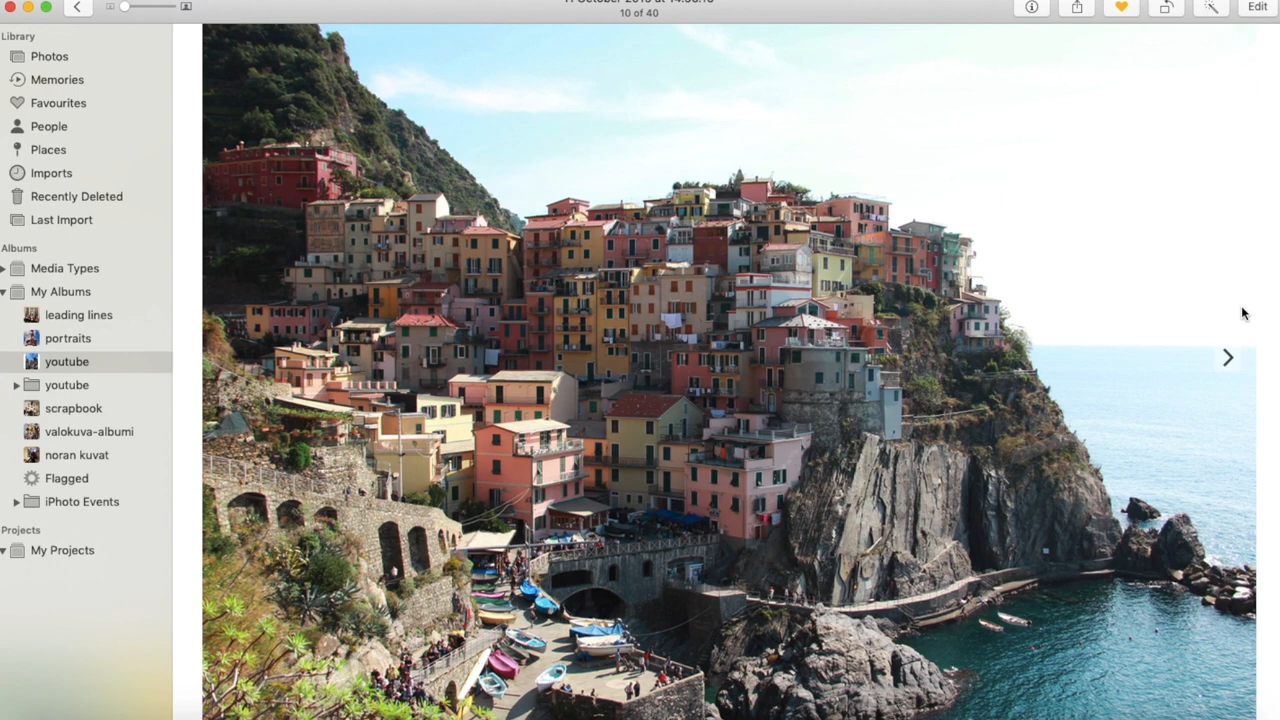 10 of 40
Edit
Library
Photos
Memories
Favourites
People
Places
Imports
Recently Deleted
Last Import
Albums
Media Types
My Albums
leading lines
portraits
youtube
youtube
scrapbook
valokuva-albumi
noran kuvat
Flagged
iPhoto Events
Projects
My Projects